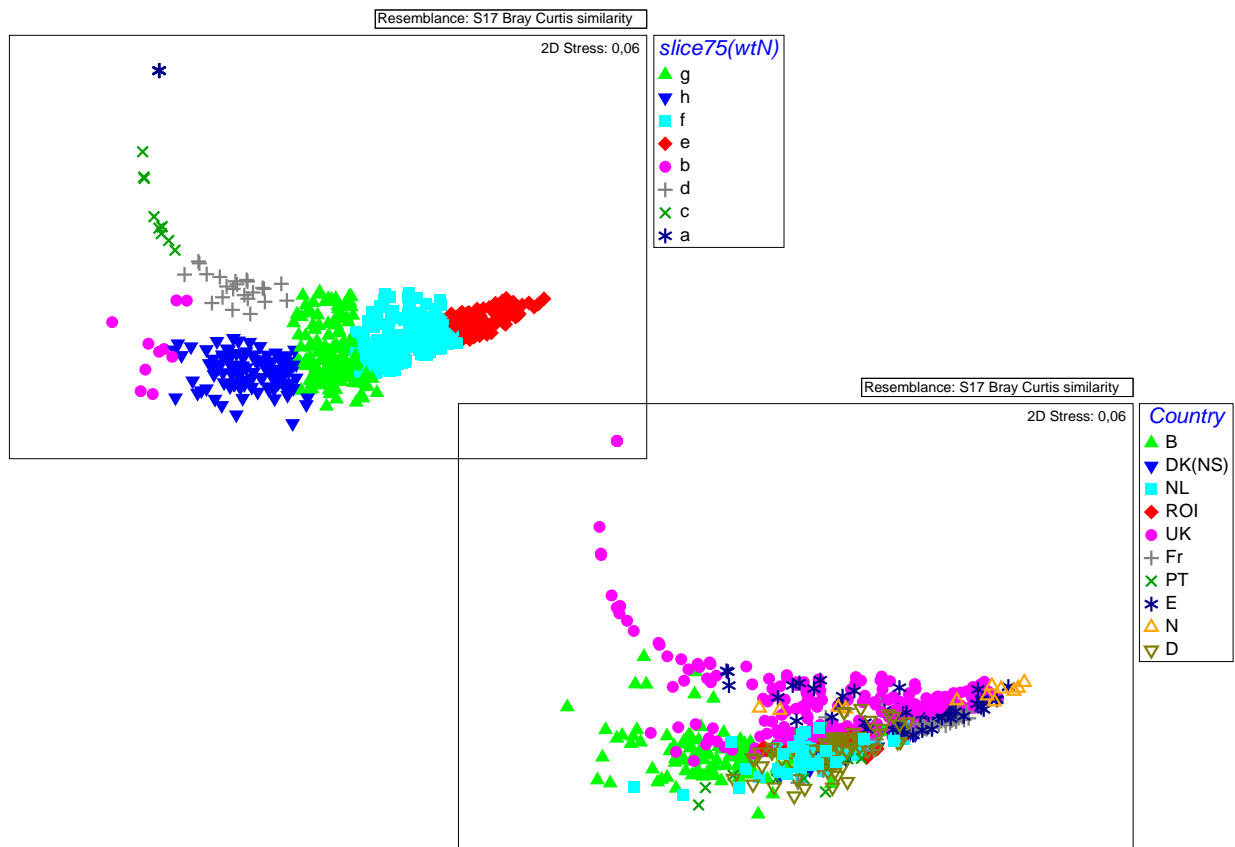 Resemblance: S17 Bray Curtis similarity
2D Stress: 0,06
slice75(wtN)
g
h
f
e
b
d
c
a
Resemblance: S17 Bray Curtis similarity
2D Stress: 0,06
Country
B
DK(NS)
NL
ROI
UK
Fr
PT
E
N
D